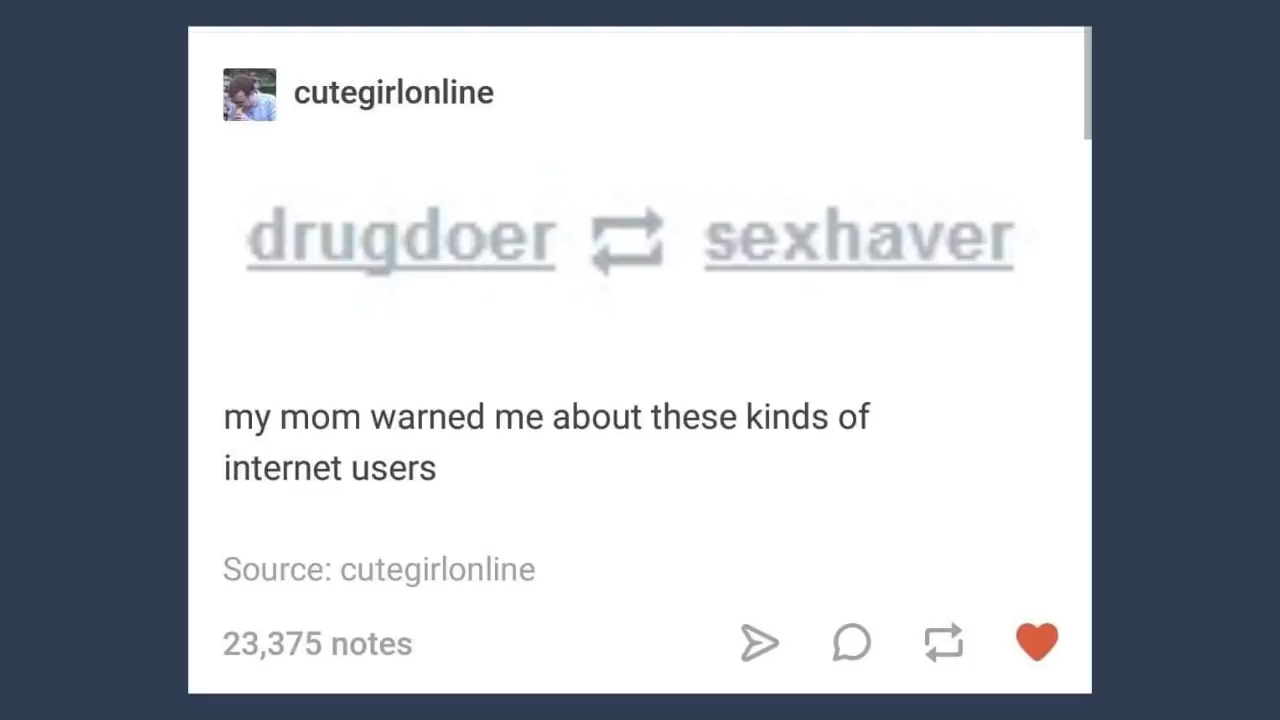 cutegirlonline
drugdoer sexhaver
my mom warned me about these kinds of
internet users
Source: cutegirlonline
23,375 notes